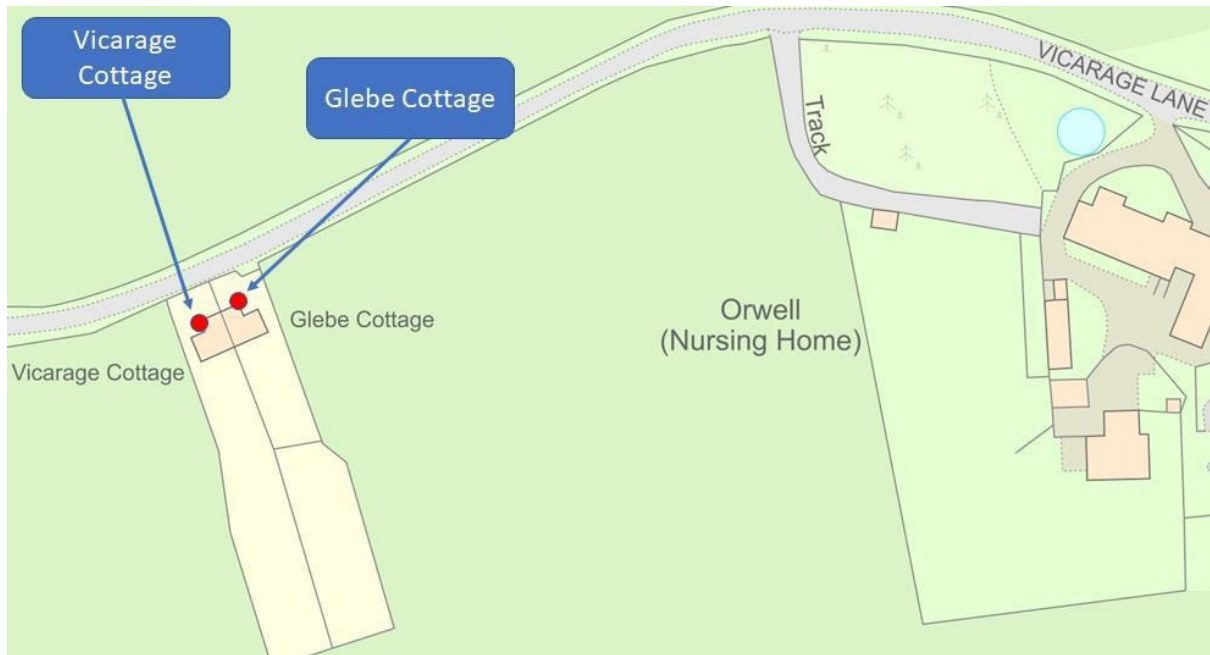 Vicarage
Cottage
Glebe Cottage
VICARAGE LANE
Track
Orwell
(Nursing Home)
Glebe Cottage
Vicarage Cottage